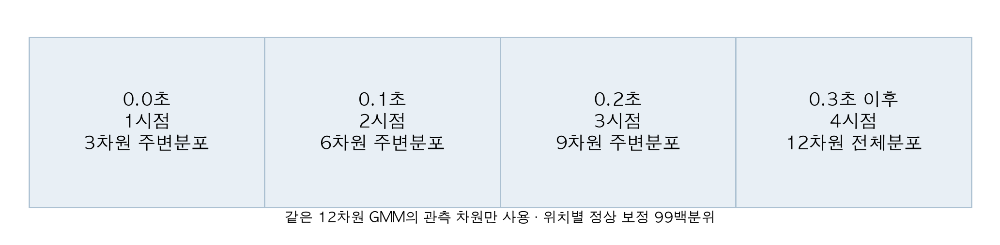 0.0초
1시점
3차원 주변분포
0.1초
2시점
6차원 주변분포
0.2초
3시점
9차원 주변분포
0.3초 이후
4시점
12차원 전체분포
같은 12차원 GMM의 관측 차원만 사용 · 위치별 정상 보정 99백분위